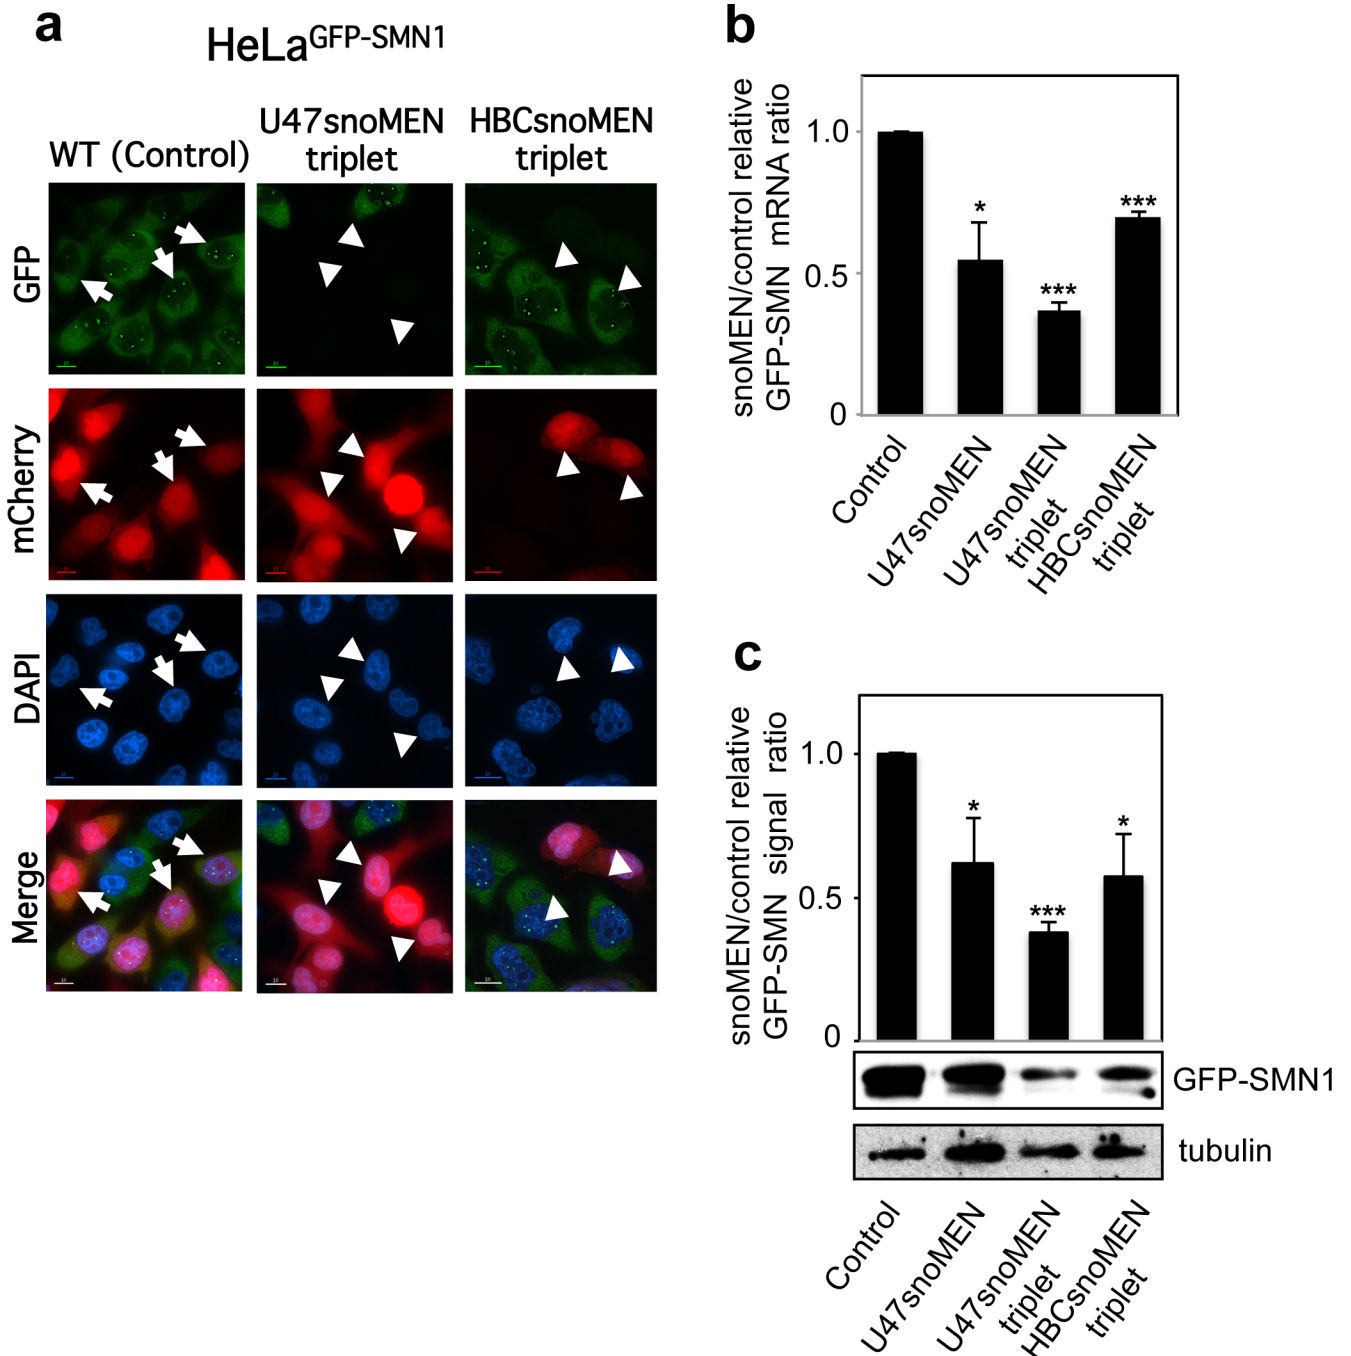 a
HeLaGFP-SMN1
WT (Control)
U47snoMEN
triplet
HBCsnoMEN
triplet
GFP
mCherry
DAPI
Merge
b
snoMEN/control relative
GFP-SMN mRNA ratio
1.0
0.5
0
*
***
***
Control
U47snoMEN
U47snoMEN
triplet
HBCsnoMEN
triplet
c
snoMEN/control relative
GFP-SMN signal ratio
1.0
0.5
0
*
***
*
GFP-SMN1
tubulin
Control
U47snoMEN
U47snoMEN
triplet
HBCsnoMEN
triplet